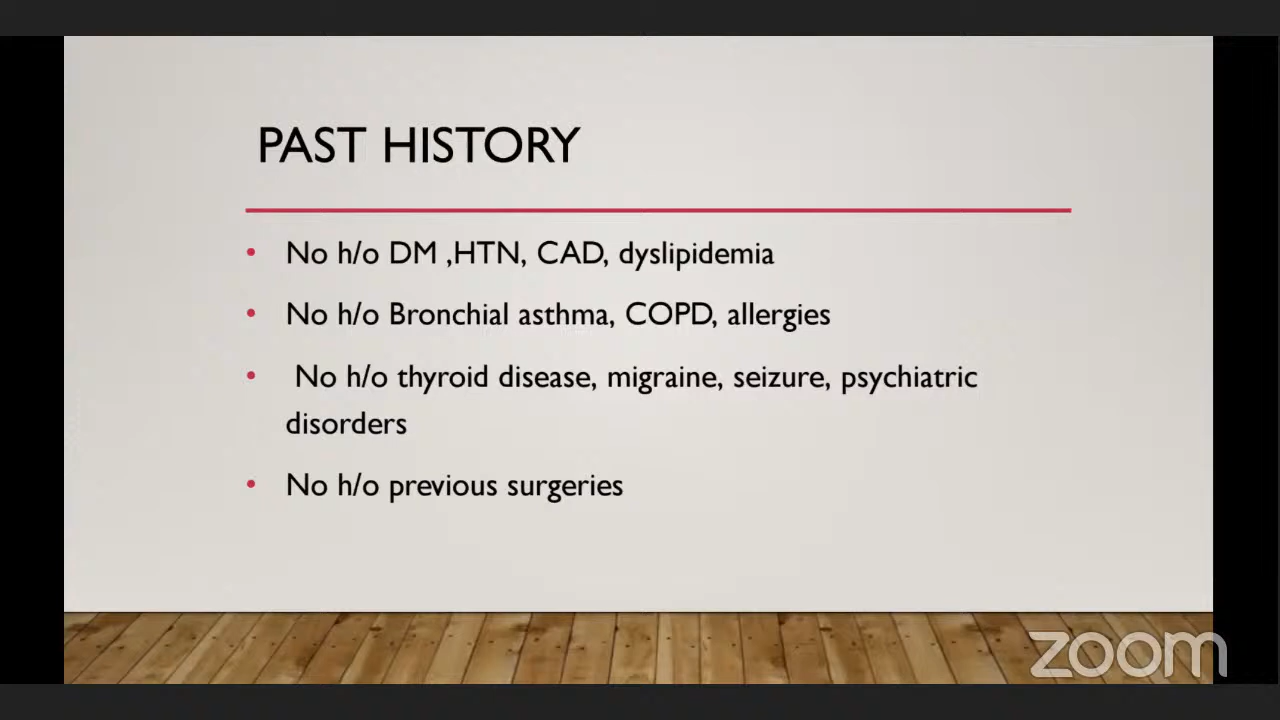 PAST HISTORY
• No h/o DM ,HTN, CAD, dyslipidemia
• No h/o Bronchial asthma, COPD, allergies
• No h/o thyroid disease, migraine, seizure, psychiatric
disorders
• No h/o previous surgeries
zoom